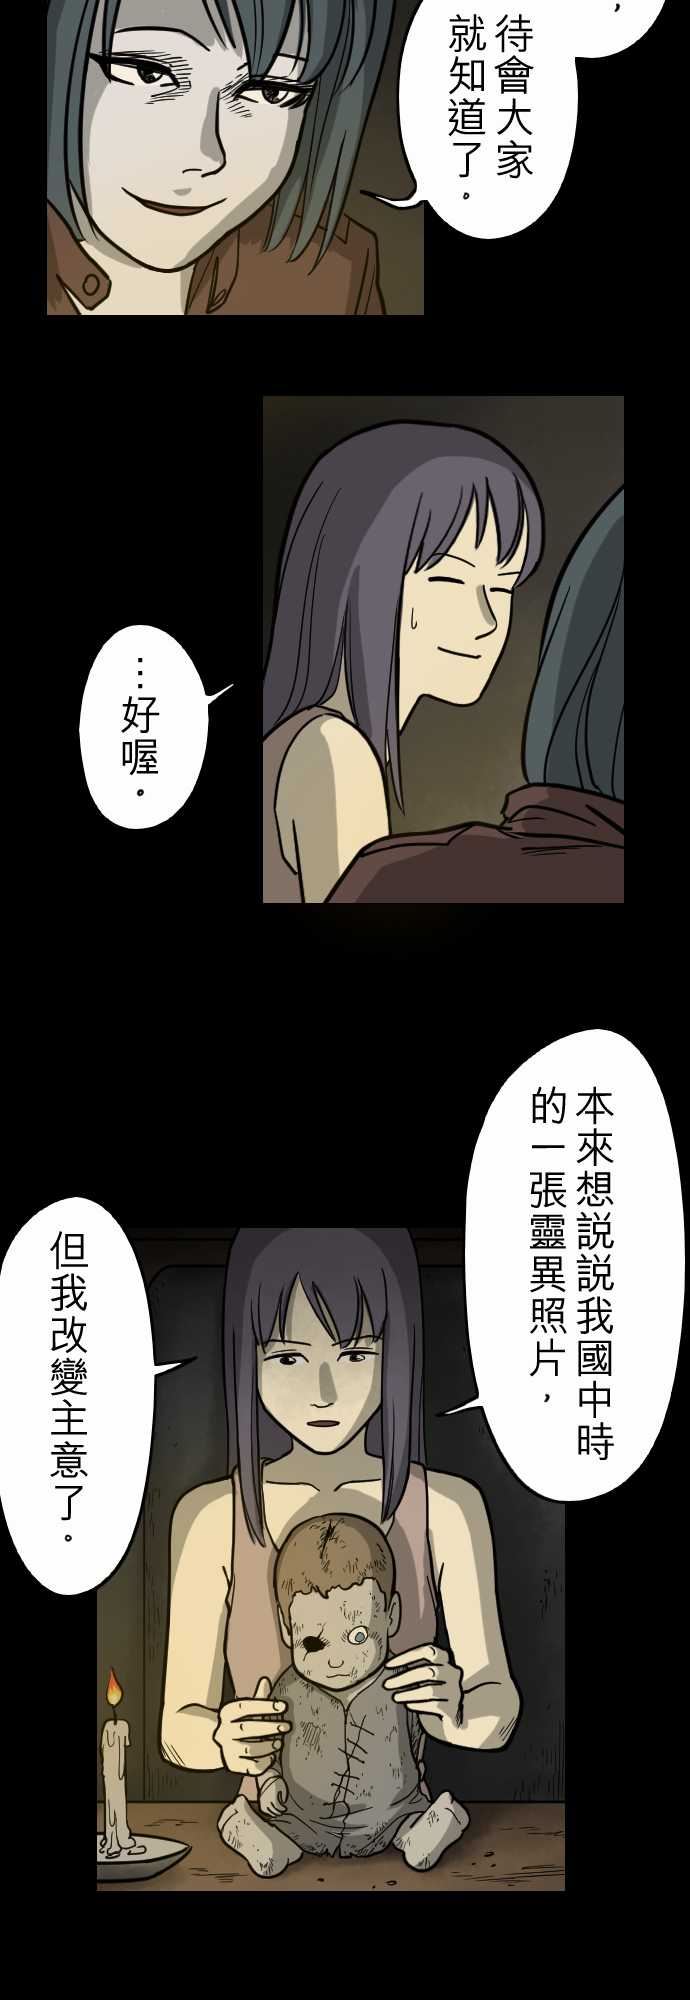 ，
待會大家
就知道了。
…好喔。
本來想説說我國中時
的一張靈異照片，
但我改變主意了。